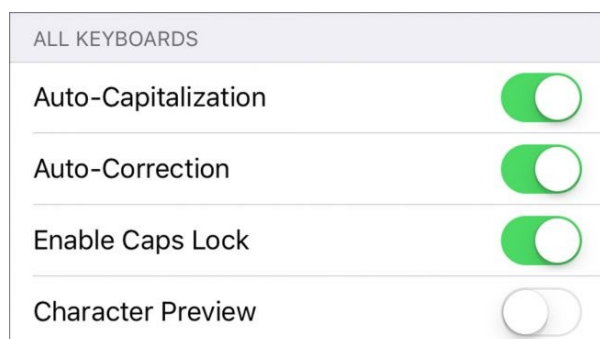 ALL KEYBOARDS
Auto-Capitalization
Auto-Correction
Enable Caps Lock
Character Preview